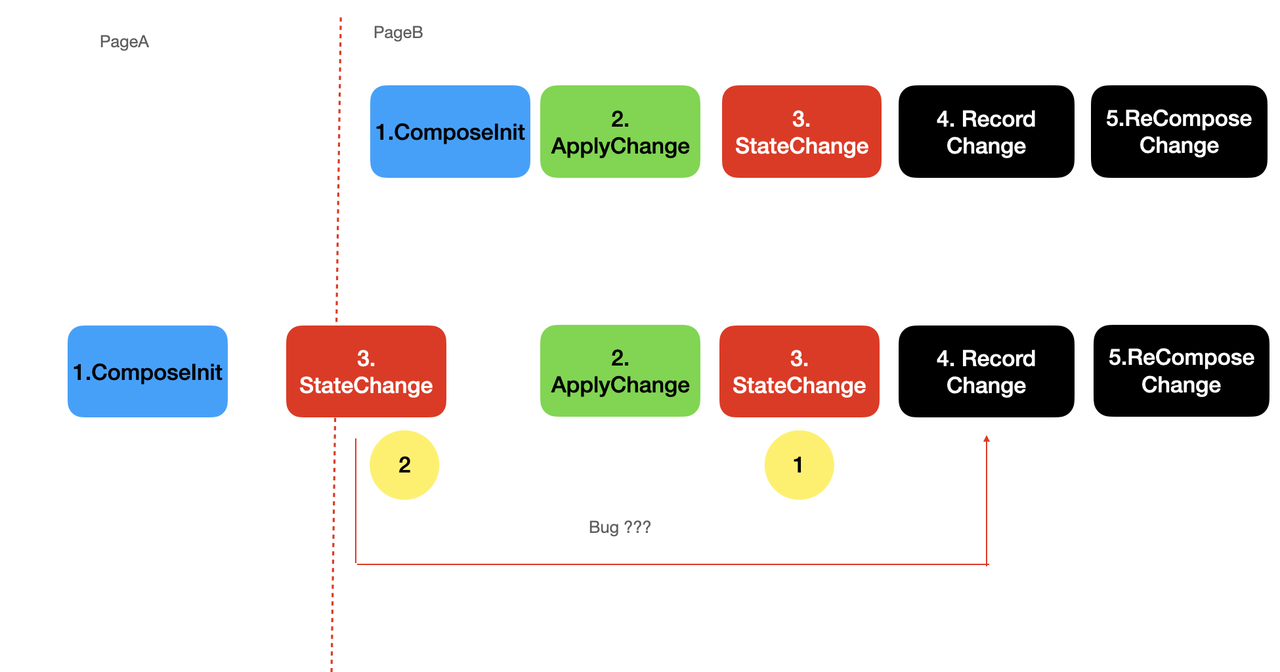 PageA
PageB
1.ComposeInit
2.
ApplyChange
3.
StateChange
4. Record
Change
5.ReCompose
Change
1.ComposeInit
3.
StateChange
2.
ApplyChange
3.
StateChange
4. Record
Change
5.ReCompose
Change
2
1
Bug ???